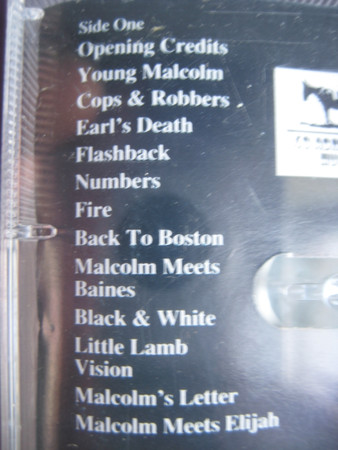 Side One
Opening Credits
Young Malcolm
Cops & Robbers
Earl's Death
Flashback
Numbers
Fire
Back To Boston
Malcolm Meets
Baines
Black & White
Little Lamb
Vision
Malcolm's Letter
Malcolm Meets Elijah